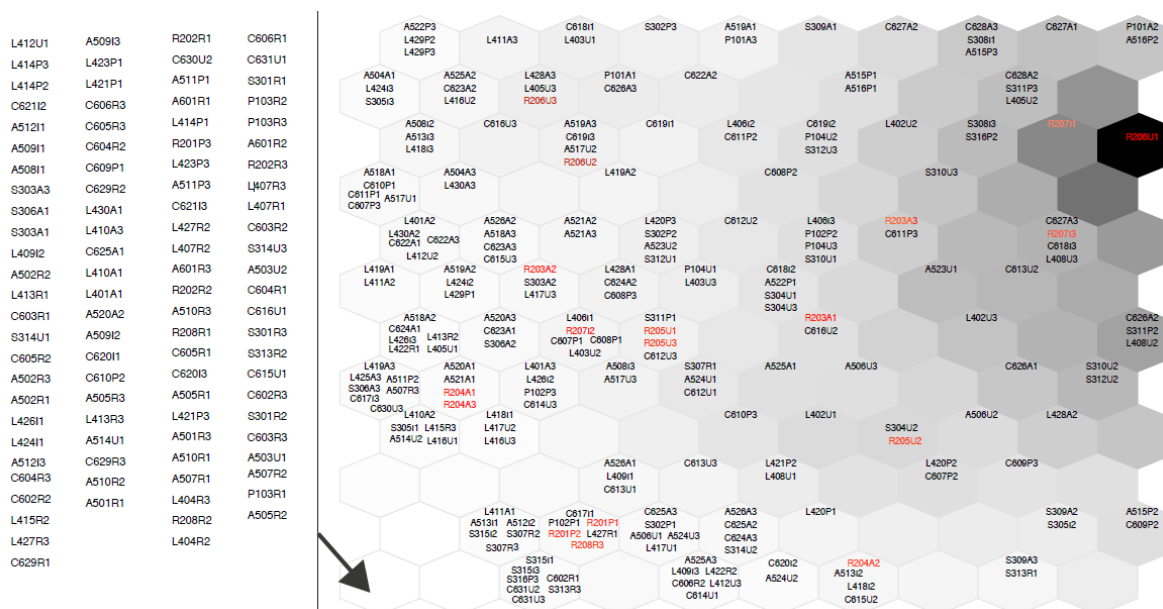 L412U1
L414P3
L414P2
C621I2
A512I1
A509I1
A508I1
S303A3
S306A1
S303A1
L409I2
A502R2
L413R1
C603R1
S314U1
C605R2
A502R3
A502R1
L426I1
L424I1
A512I3
C604R3
C602R2
L415R2
L427R3
C629R1
A509I3
L423P1
L421P1
C606R3
C605R3
C604R2
C609P1
C629R2
L430A1
L410A3
C625A1
L410A1
L401A1
A520A2
A509I2
C620I1
C610P2
A505R3
L413R3
A514U1
C629R3
A510R2
A501R1
R202R1
C630U2
A511P1
A601R1
L414P1
R201P3
L423P3
A511P3
C621I3
L427R2
L407R2
A601R3
R202R2
A510R3
R208R1
C605R1
C620I3
A505R1
L421P3
A501R3
A510R1
A507R1
L404R3
R208R2
L404R2
C606R1
C631U1
S301R1
P103R2
P103R3
A601R2
R202R3
L407R3
L407R1
C603R2
S314U3
A503U2
C604R1
C616U1
S301R3
S313R2
C615U1
C602R3
S301R2
C603R3
A503U1
A507R2
P103R1
A505R2
A522P3
L429P2
L429P3
L411A3
C618I1
L403U1
S302P3
A519A1
P101A3
S309A1
C627A2
C628A3
S308I1
A515P3
C627A1
P101A2
A516P2
A504A1
L424I3
S305I3
A525A2
C623A2
L416U2
L428A3
L405U3
R206U3
P101A1
C626A3
C622A2
A515P1
A516P1
C628A2
S311P3
L405U2
A508I2
A513I3
L418I3
C616U3
A519A3
C619I3
A517U2
R206U2
C619I1
L406I2
C611P2
C619I2
P104U2
S312U3
L402U2
S308I3
S316P2
R207I1
R206U1
A518A1
C610P1
C611P1
A517U1
C607P3
A504A3
L430A3
L419A2
C608P2
S310U3
L401A2
L430A2
C622A1
C622A3
L412U2
A526A2
A518A3
C623A3
C615U3
A521A2
A521A3
L420P3
S302P2
A523U2
S312U1
C612U2
L406I3
P102P2
P104U3
S310U1
R203A3
C611P3
C627A3
R207I3
C618I3
L408U3
L419A1
L411A2
A519A2
L424I2
L429P1
R203A2
S303A2
L417U3
L428A1
C624A2
C608P3
P104U1
L403U3
C618I2
A522P1
S304U1
S304U3
A523U1
C613U2
A518A2
C624A1
L426I3
L413R2
L422R1
L405U1
A520A3
C623A1
S306A2
L406I1
R207I2
C607P1
C608P1
L403U2
S311P1
R205U1
R205U3
C612U3
R203A1
C616U2
L402U3
C626A2
S311P2
L408U2
L419A3
L425A3
A511P2
S306A3
A507R3
C617I3
C630U3
A520A1
A521A1
R204A1
R204A3
L401A3
L426I2
P102P3
C614U3
A508I3
A517U3
S307R1
A524U1
C612U1
A525A1
A506U3
C626A1
S310U2
S312U2
L410A2
S305I1
L415R3
A514U2
L416U1
L418I1
L417U2
L416U3
C610P3
L402U1
S304U2
R205U2
A506U2
L428A2
A526A1
L409I1
C613U1
C613U3
L421P2
L408U1
L420P2
C607P2
C609P3
L411A1
A513I1
A512I2
S315I2
S307R2
S307R3
C617I1
P102P1
R201P1
R201P2
L427R1
R208R3
C625A3
S302P1
A506U1
A524U3
L417U1
A526A3
C625A2
C624A3
S314U2
L420P1
S309A2
S305I2
A515P2
C609P2
S315I1
S315I3
S316P3
C602R1
C631U2
S313R3
C631U3
A525A3
L409I3
L422R2
C606R2
L412U3
C614U1
C620I2
A524U2
R204A2
A513I2
L418I2
C615U2
S309A3
S313R1